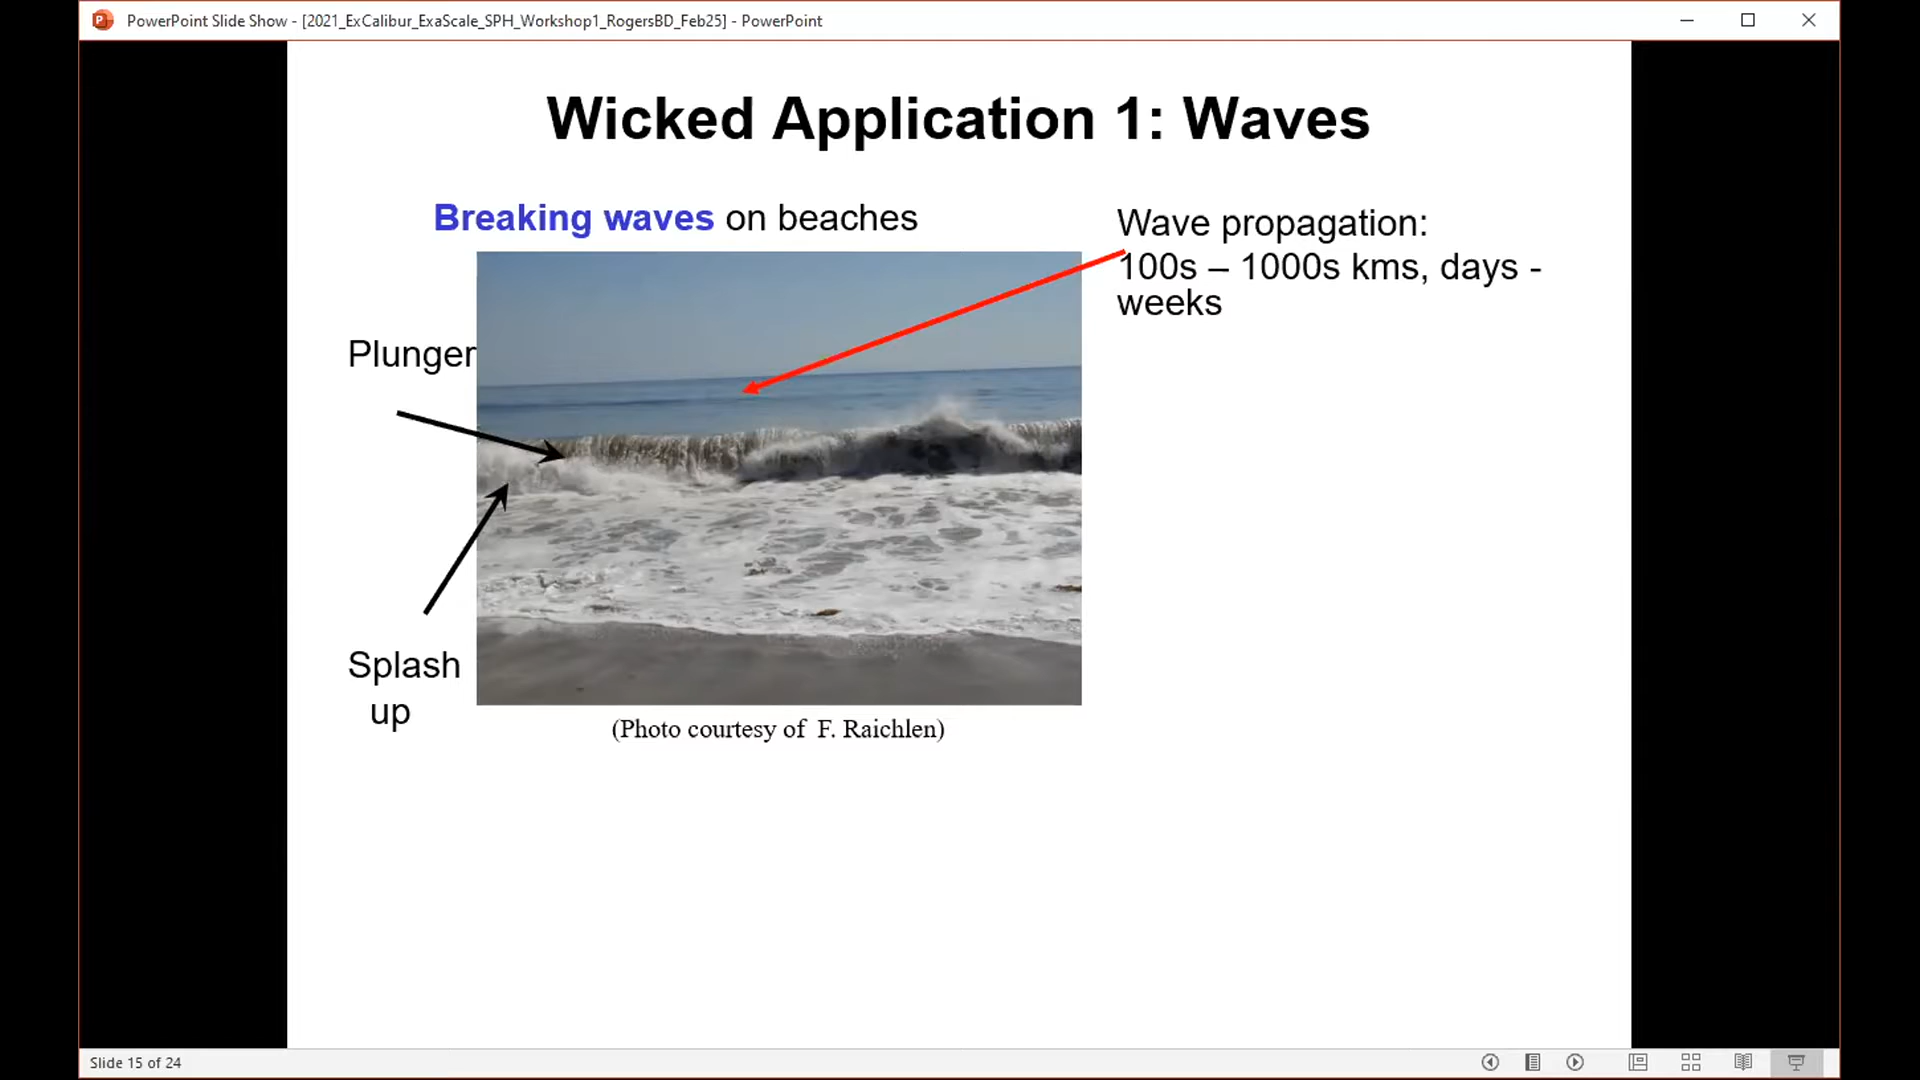 PowerPoint Slide Show - [2021_ExCalibur_ExaScale_SPH_Workshop1_RogersBD_Feb25] - PowerPoint
Wicked Application 1: Waves
Breaking waves on beaches
Wave propagation:
100s – 1000s kms, days -
weeks
Plunger
Splash
up
(Photo courtesy of F. Raichlen)
Slide 15 of 24